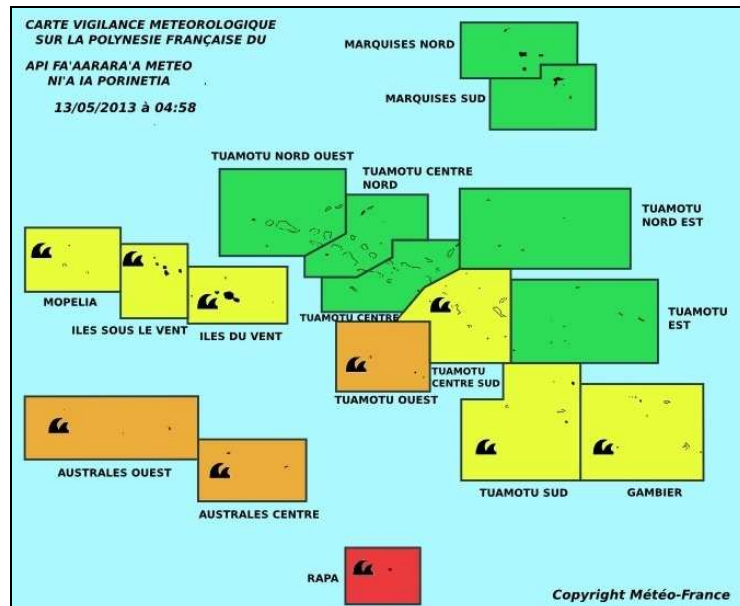 CARTE VIGILANCE METEOROLOGIQUE
SUR LA POLYNESIE FRANÇAISE DU
API FA'AARARA'A METEO
NI'A IA PORINETIA
13/05/2013 à 04:58
MARQUISES NORD
MARQUISES SUD
TUAMOTU NORD OUEST
TUAMOTU CENTRE
NORD
TUAMOTU
NORD EST
MOPELIA
ILES SOUS LE VENT
ILES DU VENT
TUAMOTU CENTRE
TUAMOTU
EST
TUAMOTU
CENTRE SUD
TUAMOTU OUEST
AUSTRALES OUEST
AUSTRALES CENTRE
TUAMOTU SUD
GAMBIER
RAPA
Copyright Météo-France